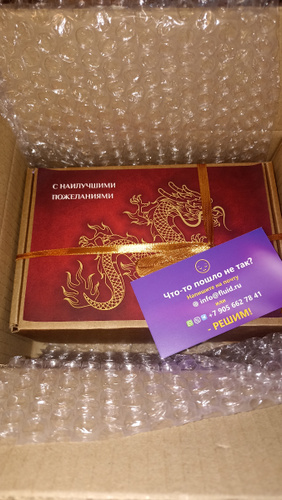 С НАИЛУЧШИМИ
ПОЖЕЛАНИЯМИ
Что-то пошло не так?
Напишите на почту
info@fluid.ru
или
+7 905 662 78 41
- РЕШИМ!